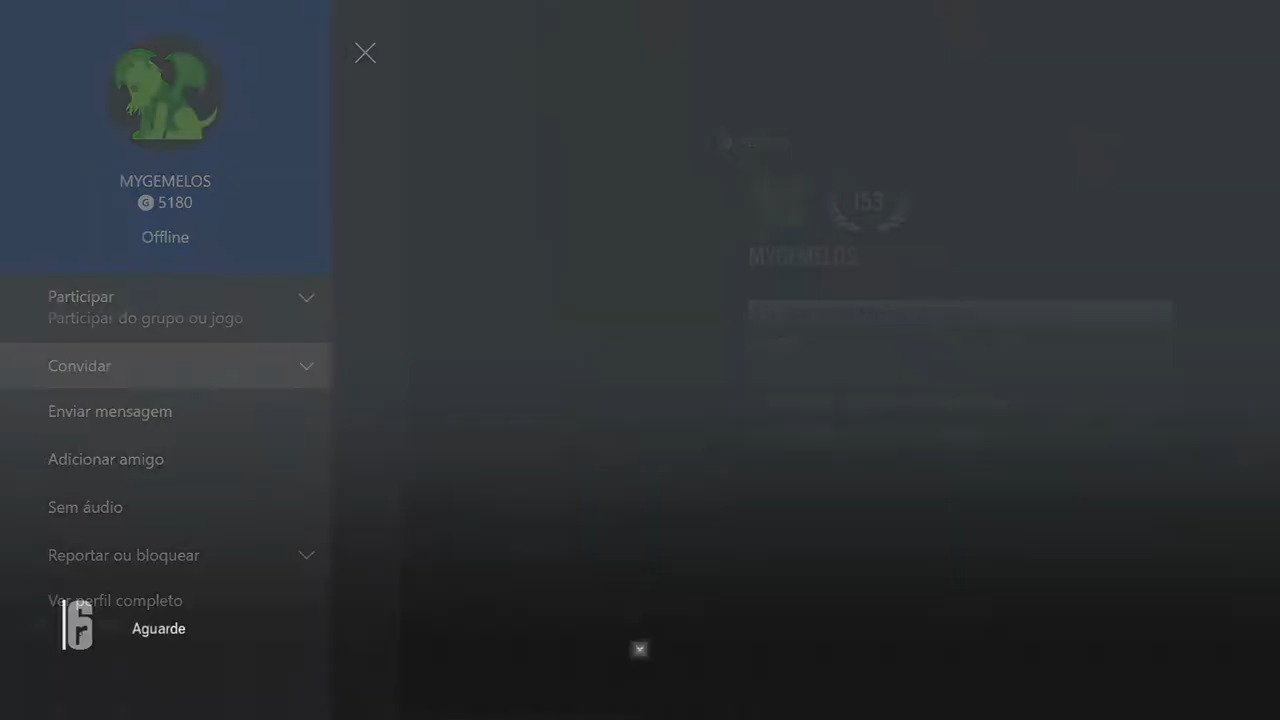 MYGEMELOS
G 5180
Offline
Participar
Participar do grupo ou jogo
Convidar
Enviar mensagem
Adicionar amigo
Sem áudio
Reportar ou bloquear
Ver perfil completo
6
Aguarde
153
MYGEMELOS